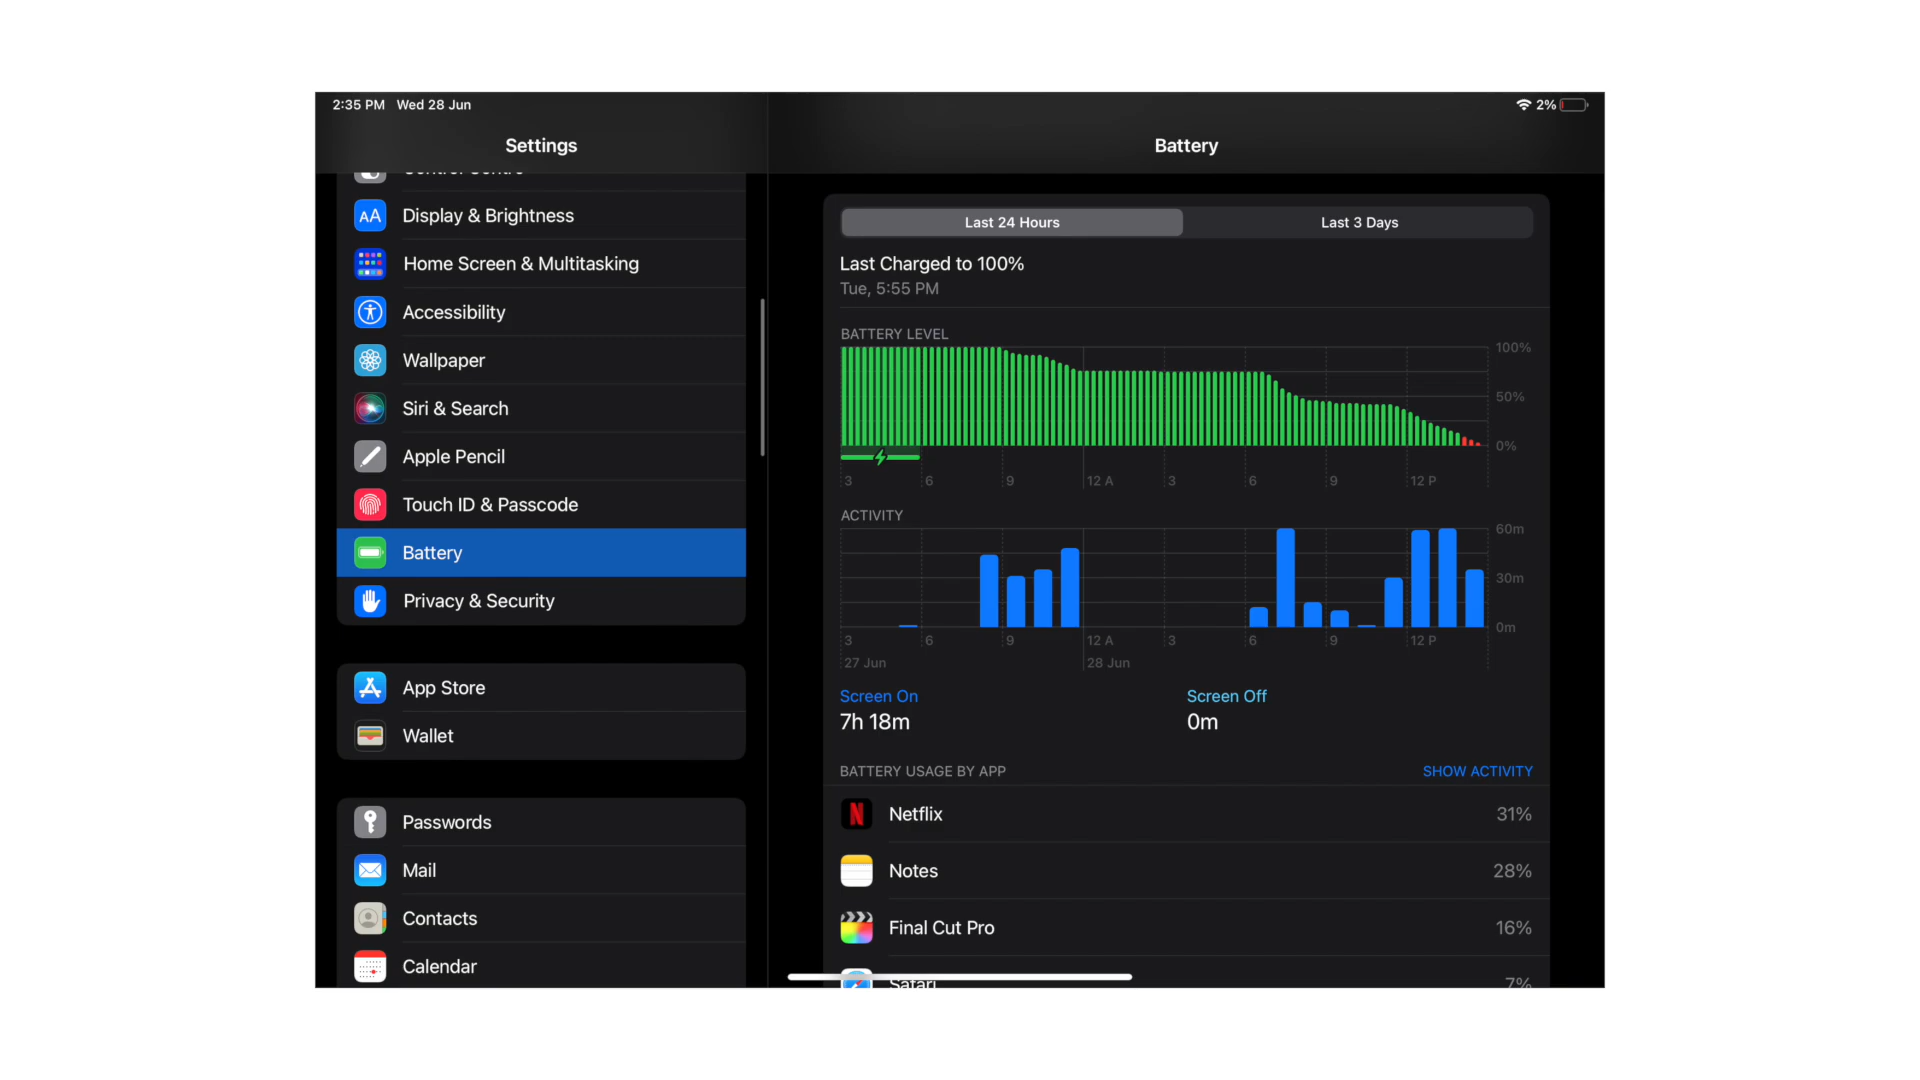 2:35 PM Wed 28 Jun
2%
Settings
Display & Brightness
Home Screen & Multitasking
Accessibility
Wallpaper
Siri & Search
Apple Pencil
Touch ID & Passcode
Battery
Privacy & Security
App Store
Wallet
Passwords
Mail
Contacts
Calendar
Battery
Last 24 Hours Last 3 Days
Last Charged to 100%
Tue, 5:55 PM
BATTERY LEVEL
100%
50%
0%
3 6 9 12 A 3 6 9 12 P
ACTIVITY
60m
30m
0m
3 6 9 12 A 3 6 9 12 P
27 Jun 28 Jun
Screen On Screen Off
7h 18m 0m
BATTERY USAGE BY APP SHOW ACTIVITY
Netflix 31%
Notes 28%
Final Cut Pro 16%
Safari 7%